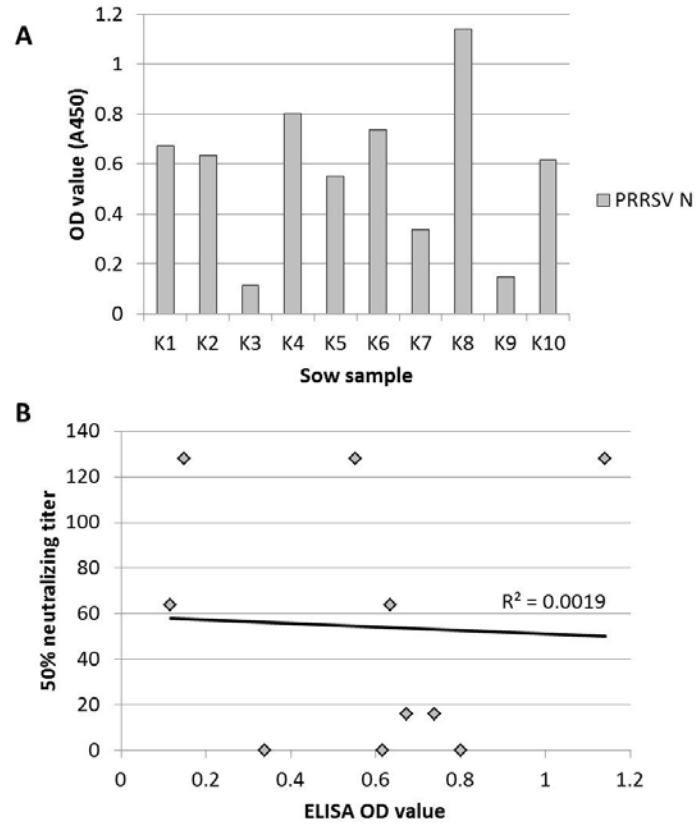 A
1.2
1
0.8
0.6
0.4
0.2
0
OD value (A450)
K1 K2 K3 K4 K5 K6 K7 K8 K9 K10
Sow sample
PRRSV N
B
140
120
100
80
60
40
20
0
50% neutralizing titer
R² = 0.0019
0 0.2 0.4 0.6 0.8 1 1.2
ELISA OD value